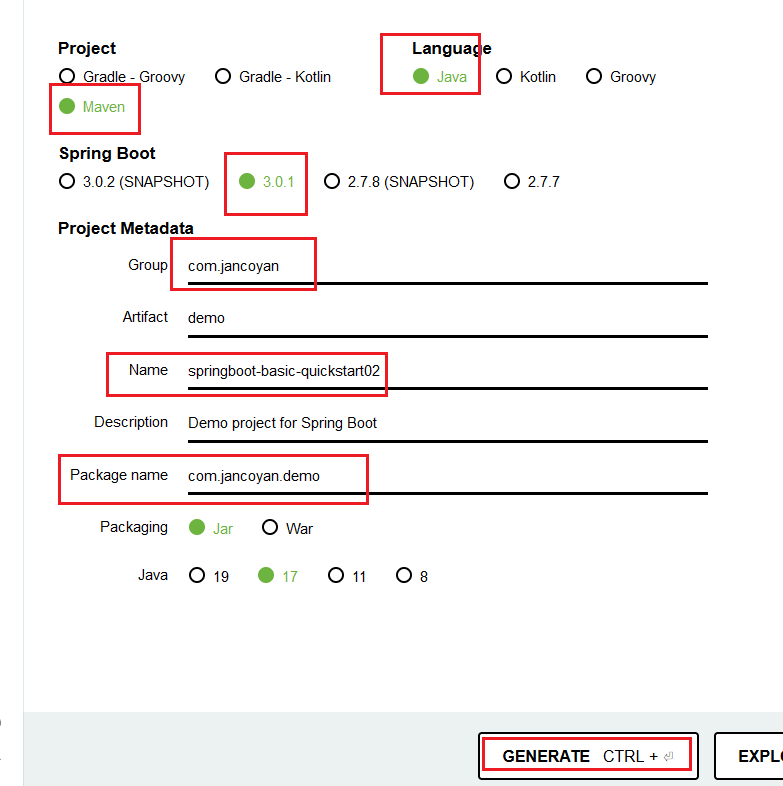 Project Language
Gradle - Groovy Gradle - Kotlin Java Kotlin Groovy
Maven
Spring Boot
3.0.2 (SNAPSHOT) 3.0.1 2.7.8 (SNAPSHOT) 2.7.7
Project Metadata
Group com.jancoyan
Artifact demo
Name springboot-basic-quickstart02
Description Demo project for Spring Boot
Package name com.jancoyan.demo
Packaging Jar War
Java 19 17 11 8
GENERATE CTRL + ⏎ EXPL